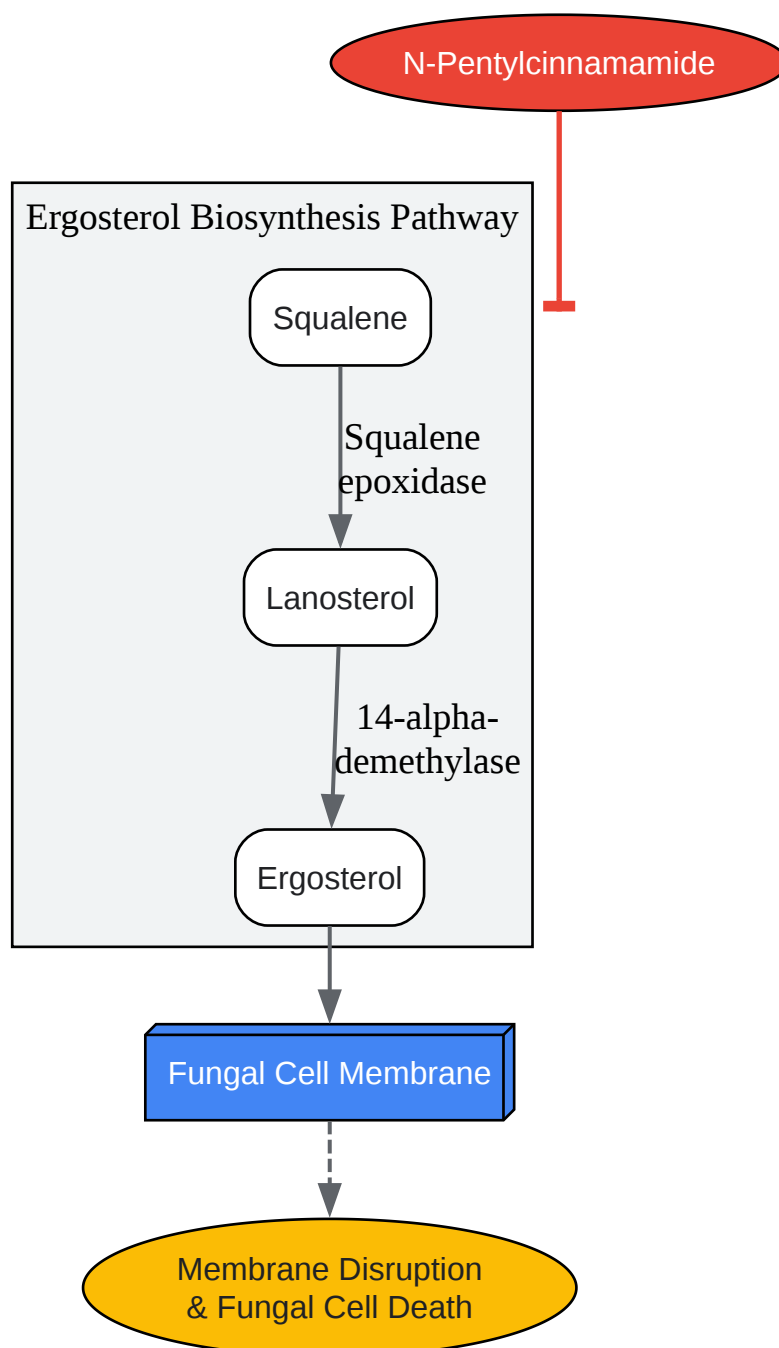 N-Pentylcinnamamide
Ergosterol Biosynthesis Pathway
Squalene
Squalene
epoxidase
Lanosterol
14-alpha-
demethylase
Ergosterol
Fungal Cell Membrane
Membrane Disruption
& Fungal Cell Death